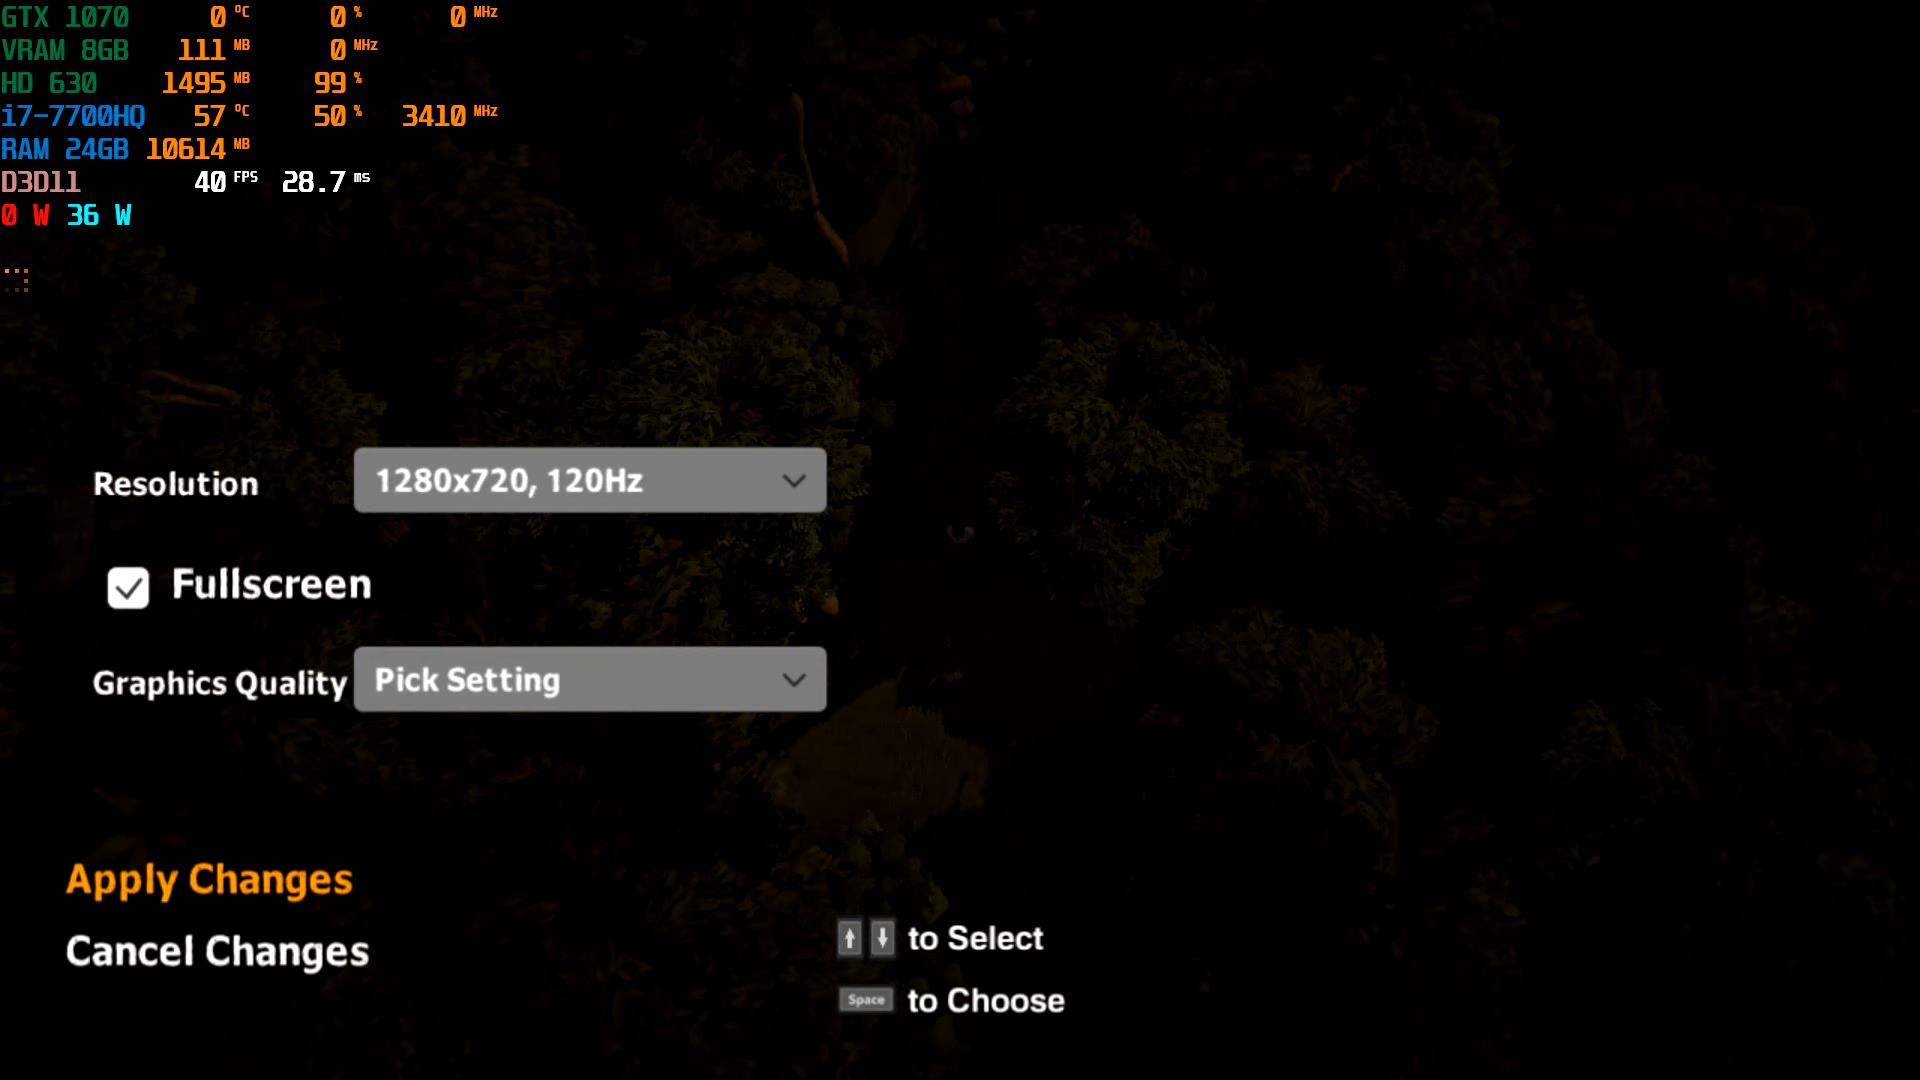 GTX 1070 0 °C 0 % 0 MHz
VRAM 8GB 111 MB 0 MHz
HD 630 1495 MB 99 %
i7-7700HQ 57 °C 50 % 3410 MHz
RAM 24GB 10614 MB
D3D11 40 FPS 28.7 ms
0 W 36 W
Resolution 1280x720, 120Hz
Fullscreen
Graphics Quality Pick Setting
Apply Changes
Cancel Changes
to Select
Space to Choose